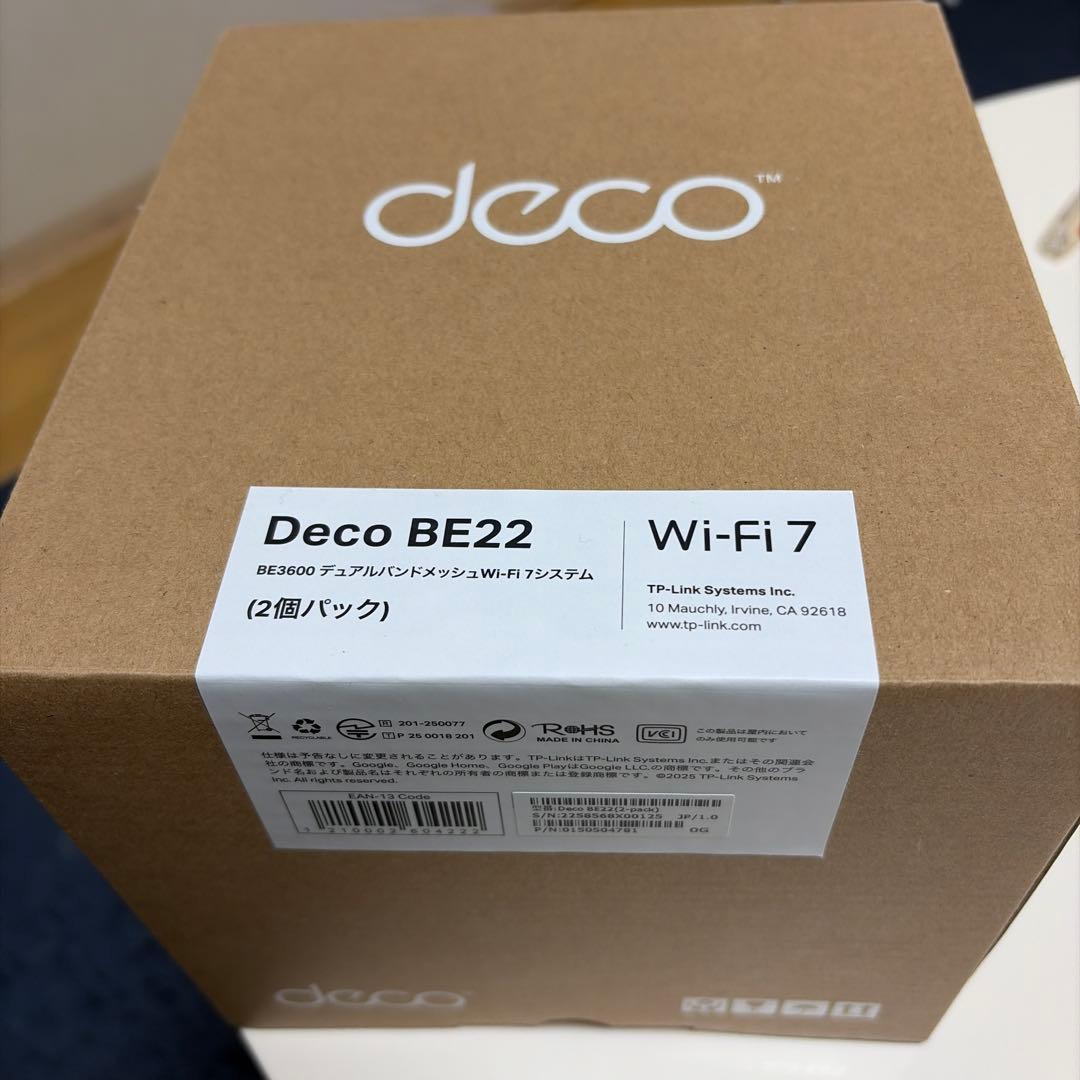 deco™
Deco BE22
BE3600 デュアルバンドメッシュWi-Fi 7システム
(2個パック)
Wi-Fi 7
TP-Link Systems Inc.
10 Mauchly, Irvine, CA 92618
www.tp-link.com
RECYCLABLE
R 201-250077
T P 25 0018 201
RoHS
MADE IN CHINA
VCI
この製品は屋内において
のみ使用可能です
仕様は予告なしに変更されることがあります。TP-LinkはTP-Link Systems Inc.またはその関連会
社の商標です。Google、Google Home、Google PlayはGoogle LLC.の商標です。その他のブラ
ンド名および製品名はそれぞれの所有者の商標または登録商標です。©2025 TP-Link Systems
Inc. All rights reserved.
EAN-13 Code
3 210002 604222
型番:Deco BE22(2-pack)
S/N:2258568X00125 JP/1.0
P/N:0150504781 OG
deco